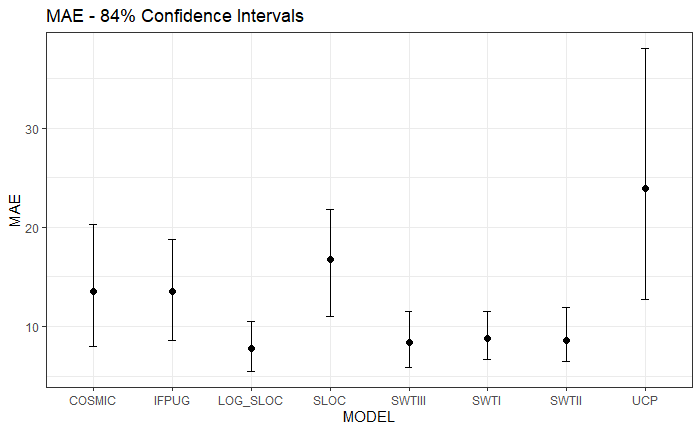 MAE - 84% Confidence Intervals
MAE
30
20
10
COSMIC IFPUG LOG_SLOC SLOC SWTIII SWTI SWTII UCP
MODEL